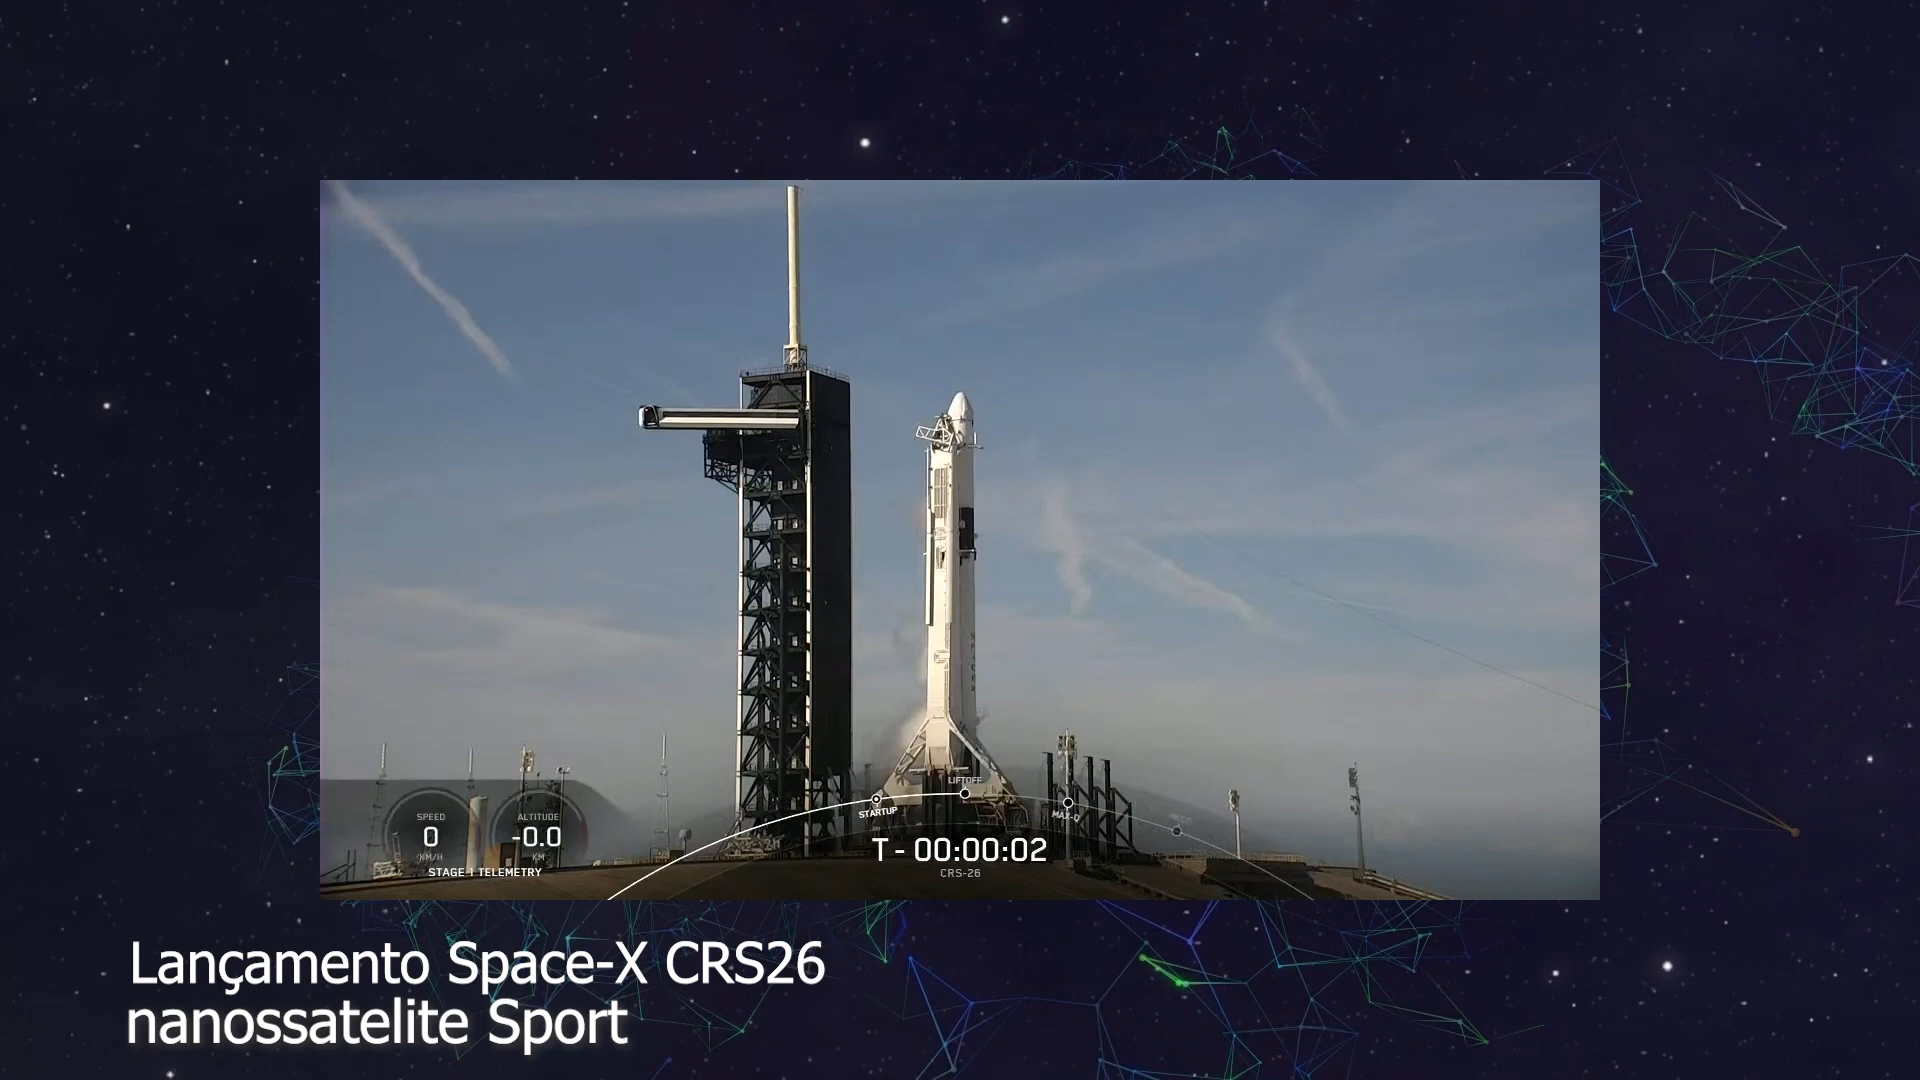 LIFTOFF
STARTUP
MAX-Q
SPEED
0
KM/H
ALTITUDE
-0.0
KM
STAGE 1 TELEMETRY
T - 00:00:02
CRS-26
Lançamento Space-X CRS26
nanossatelite Sport